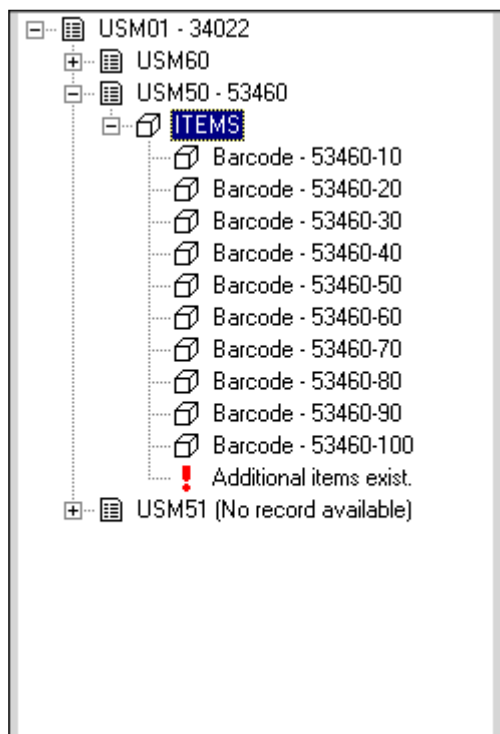 USM01 - 34022
USM60
USM50 - 53460
ITEMS
Barcode - 53460-10
Barcode - 53460-20
Barcode - 53460-30
Barcode - 53460-40
Barcode - 53460-50
Barcode - 53460-60
Barcode - 53460-70
Barcode - 53460-80
Barcode - 53460-90
Barcode - 53460-100
Additional items exist.
USM51 (No record available)